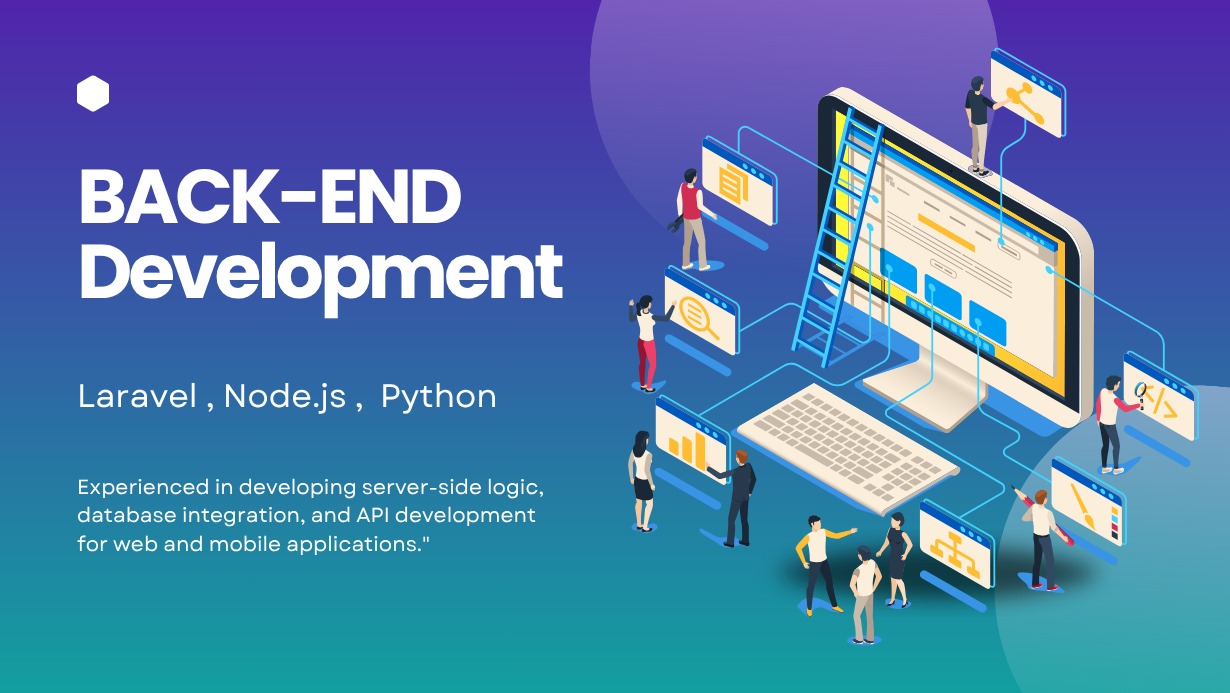 BACK-END
Development
Laravel , Node.js ,  Python
Experienced in developing server-side logic,
database integration, and API development
for web and mobile applications."